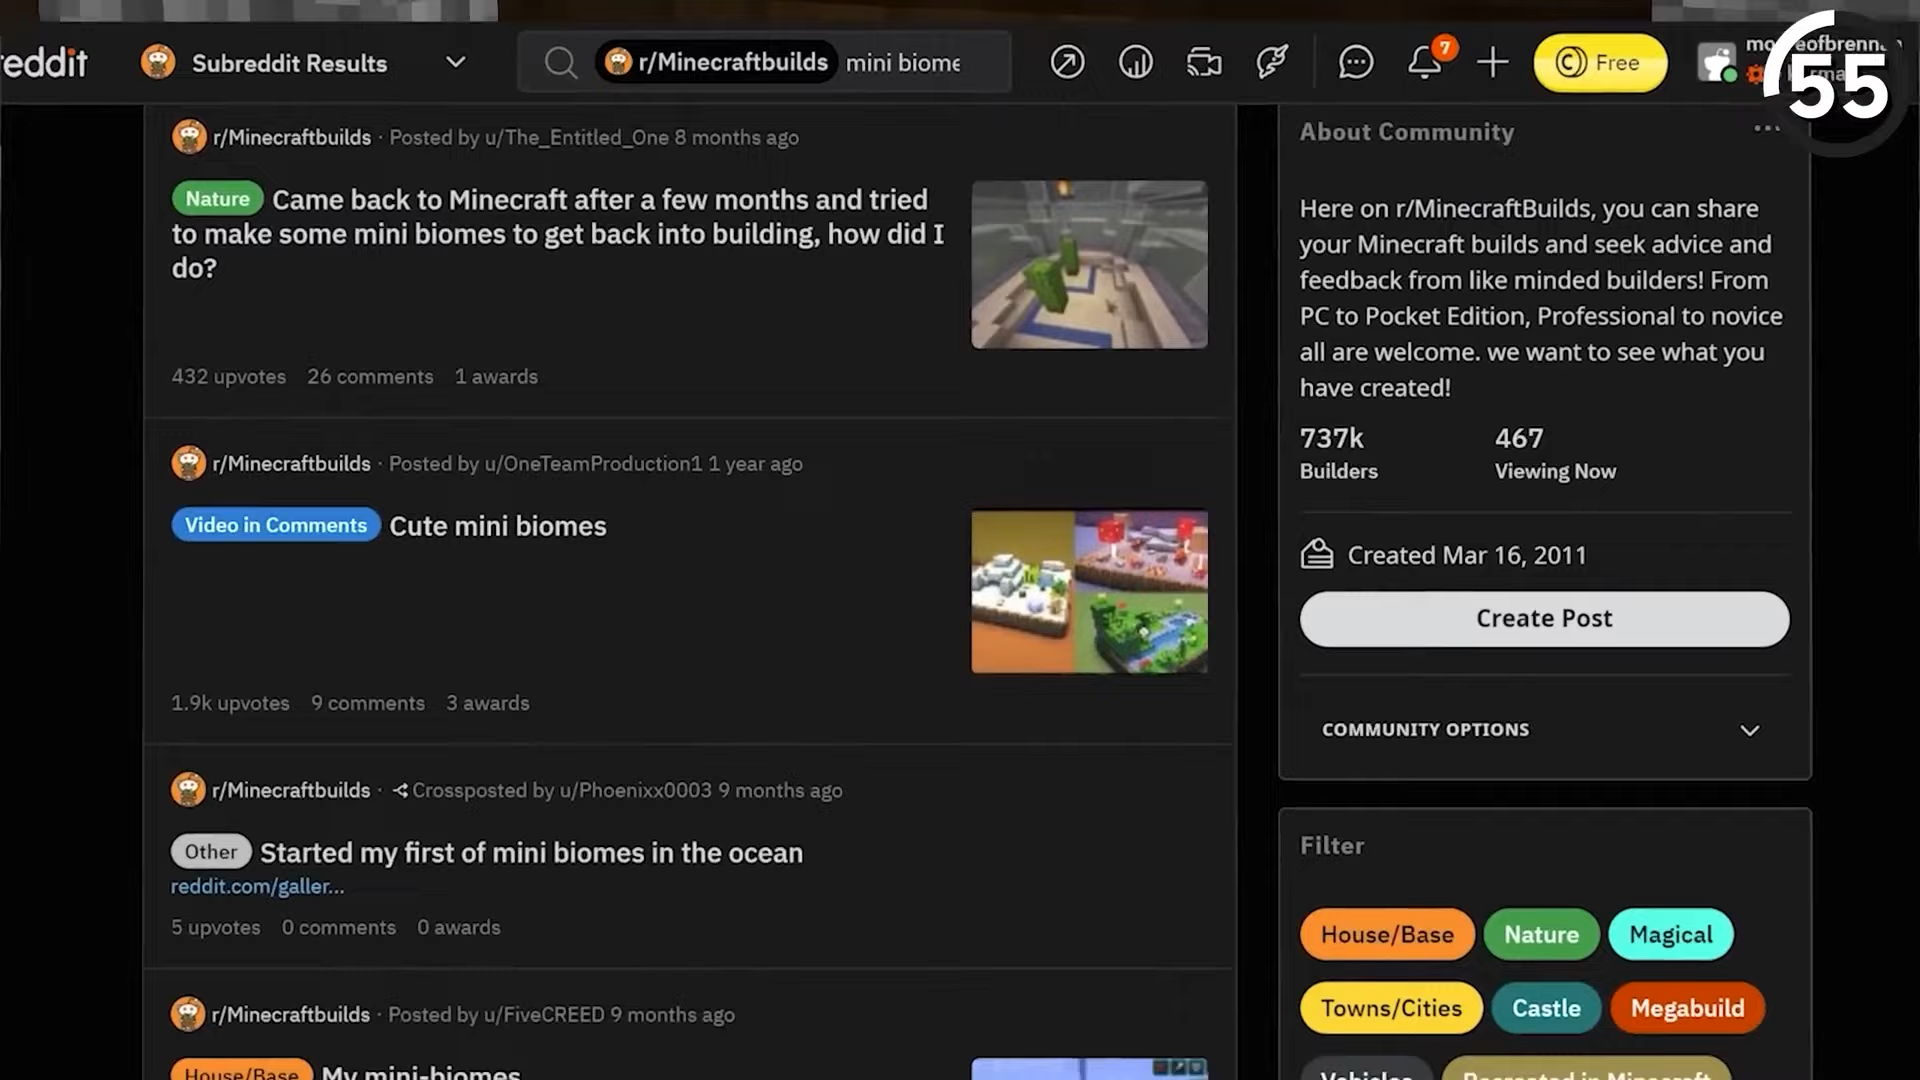 eddit
Subreddit Results
r/Minecraftbuilds mini biome
7
Free
55
r/Minecraftbuilds · Posted by u/The_Entitled_One 8 months ago
Nature Came back to Minecraft after a few months and tried
to make some mini biomes to get back into building, how did I
do?
432 upvotes 26 comments 1 awards
r/Minecraftbuilds · Posted by u/OneTeamProduction1 1 year ago
Video in Comments Cute mini biomes
1.9k upvotes 9 comments 3 awards
r/Minecraftbuilds · Crossposted by u/Phoenixx0003 9 months ago
Other Started my first of mini biomes in the ocean
reddit.com/galler...
5 upvotes 0 comments 0 awards
r/Minecraftbuilds · Posted by u/FiveCREED 9 months ago
House/Base My mini-biomes
About Community
Here on r/MinecraftBuilds, you can share
your Minecraft builds and seek advice and
feedback from like minded builders! From
PC to Pocket Edition, Professional to novice
all are welcome. we want to see what you
have created!
737k 467
Builders Viewing Now
Created Mar 16, 2011
Create Post
COMMUNITY OPTIONS
Filter
House/Base Nature Magical
Towns/Cities Castle Megabuild
Vehicles Recreated in Minecraft